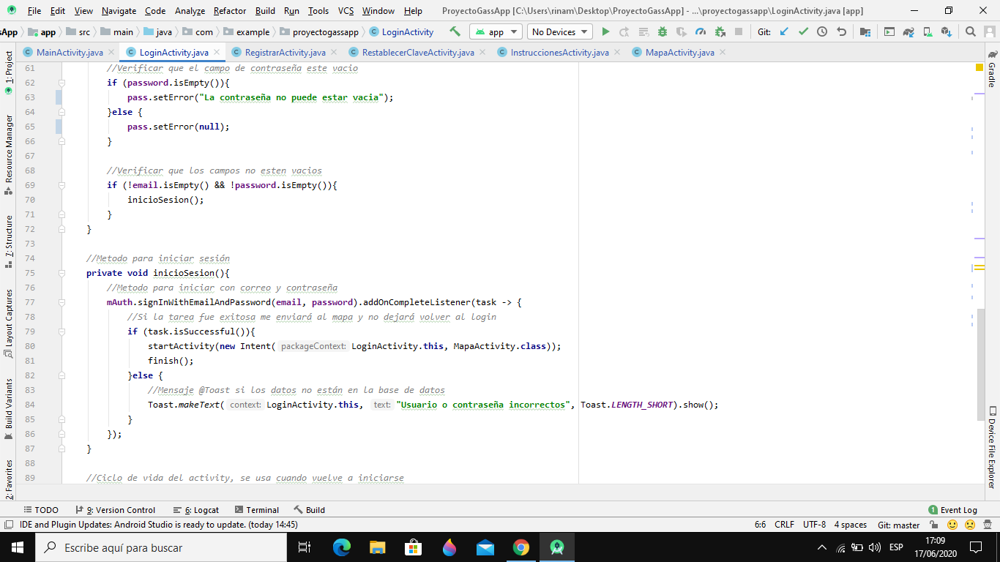 File Edit View Navigate Code Analyze Refactor Build Run Tools VCS Window Help ProyectoGassApp [C:\Users\rinam\Desktop\ProyectoGassApp] - ...\proyectogassapp\LoginActivity.java [app]
sApp app src main java com example proyectogassapp LoginActivity app No Devices Git:
MainActivity.java LoginActivity.java RegistrarActivity.java RestablecerClaveActivity.java InstruccionesActivity.java MapaActivity.java
1: Project
Resource Manager
7: Structure
Layout Captures
Build Variants
2: Favorites
61 //Verificar que el campo de contraseña este vacio
62 if (password.isEmpty()){
63 pass.setError("La contraseña no puede estar vacia");
64 }else {
65 pass.setError(null);
66 }
67
68 //Verificar que los campos no esten vacios
69 if (!email.isEmpty() && !password.isEmpty()){
70 inicioSesion();
71 }
72 }
73
74 //Metodo para iniciar sesión
75 private void inicioSesion(){
76 //Metodo para iniciar con correo y contraseña
77 mAuth.signInWithEmailAndPassword(email, password).addOnCompleteListener(task -> {
78 //Si la tarea fue exitosa me enviará al mapa y no dejará volver al login
79 if (task.isSuccessful()){
80 startActivity(new Intent( packageContext: LoginActivity.this, MapaActivity.class));
81 finish();
82 }else {
83 //Mensaje @Toast si los datos no están en la base de datos
84 Toast.makeText( context: LoginActivity.this, text: "Usuario o contraseña incorrectos", Toast.LENGTH_SHORT).show();
85 }
86 });
87 }
88
89 //Ciclo de vida del activity, se usa cuando vuelve a iniciarse
Gradle
Device File Explorer
TODO 9: Version Control 6: Logcat Terminal Build 1 Event Log
IDE and Plugin Updates: Android Studio is ready to update. (today 14:45) 6:6 CRLF UTF-8 4 spaces Git: master
Escribe aquí para buscar ESP 17:09
17/06/2020